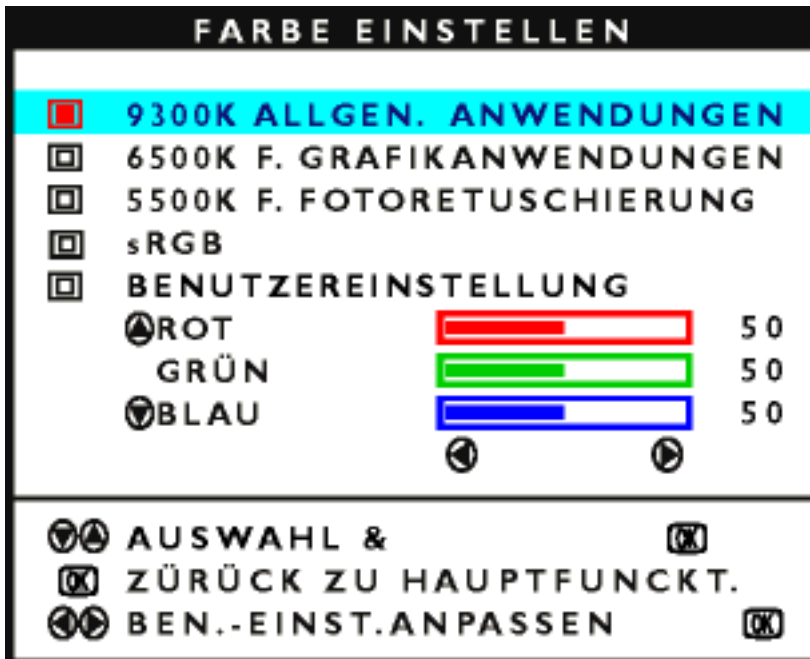 FARBE EINSTELLEN
9300K ALLGEN. ANWENDUNGEN
6500K F. GRAFIKANWENDUNGEN
5500K F. FOTORETUSCHIERUNG
sRGB
BENUTZEREINSTELLUNG
ROT 50
GRÜN 50
BLAU 50
AUSWAHL & OK
OK ZÜRÜCK ZU HAUPTFUNCKT.
BEN.-EINST.ANPASSEN OK